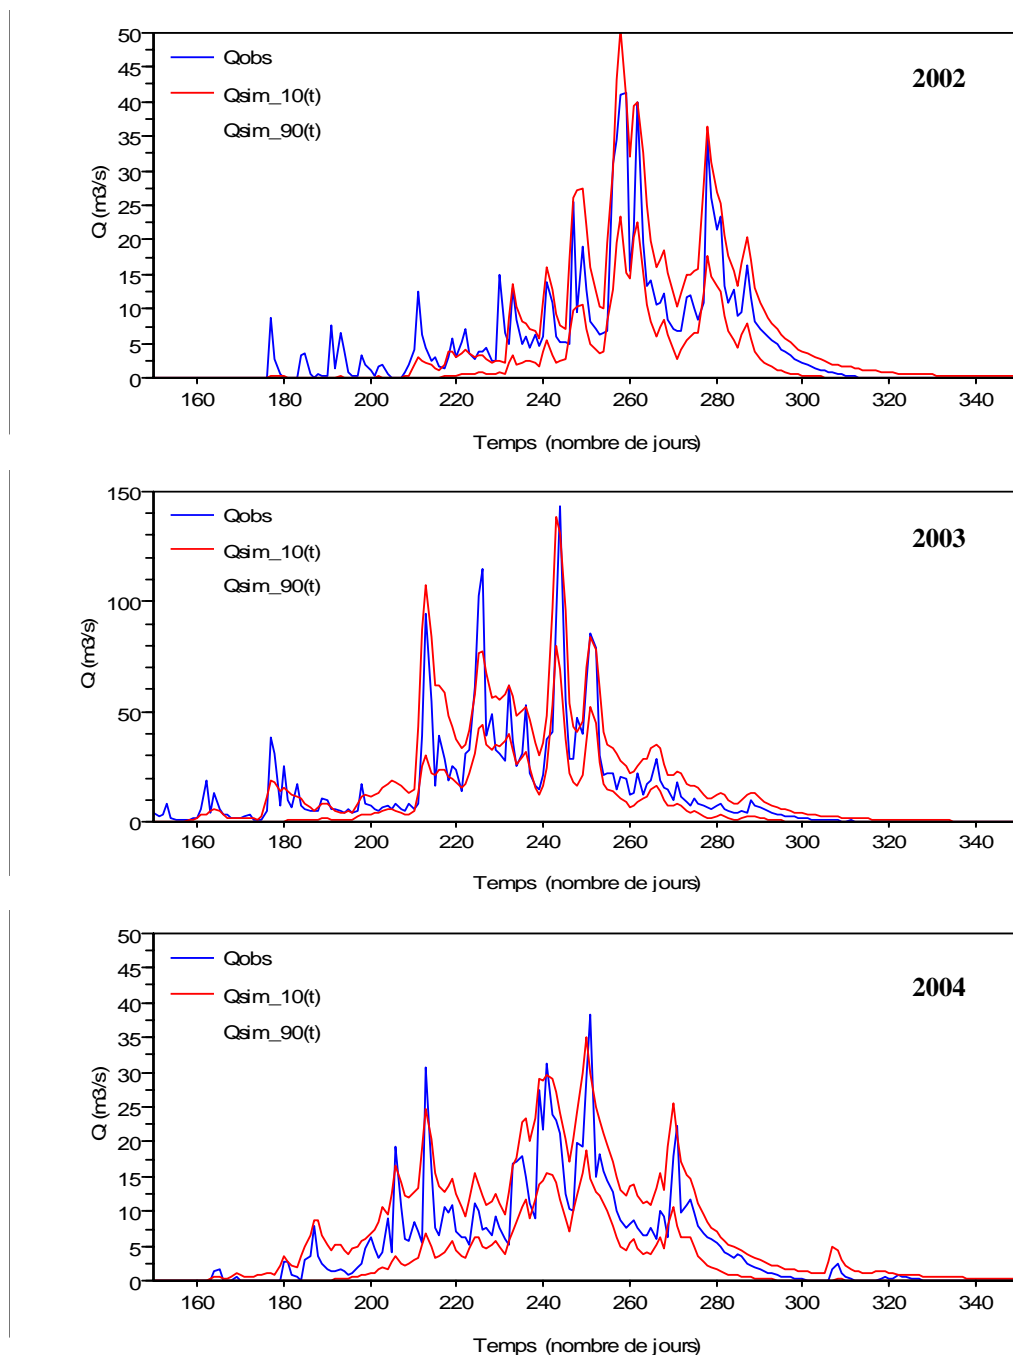 50
45
40
35
30
25
20
15
10
5
0
Q (m3/s)
Qobs
Qsim_10(t)
Qsim_90(t)
2002
160 180 200 220 240 260 280 300 320 340
Temps (nombre de jours)
150
100
50
0
Q (m3/s)
Qobs
Qsim_10(t)
Qsim_90(t)
2003
160 180 200 220 240 260 280 300 320 340
Temps (nombre de jours)
50
45
40
35
30
25
20
15
10
5
0
Q (m3/s)
Qobs
Qsim_10(t)
Qsim_90(t)
2004
160 180 200 220 240 260 280 300 320 340
Temps (nombre de jours)